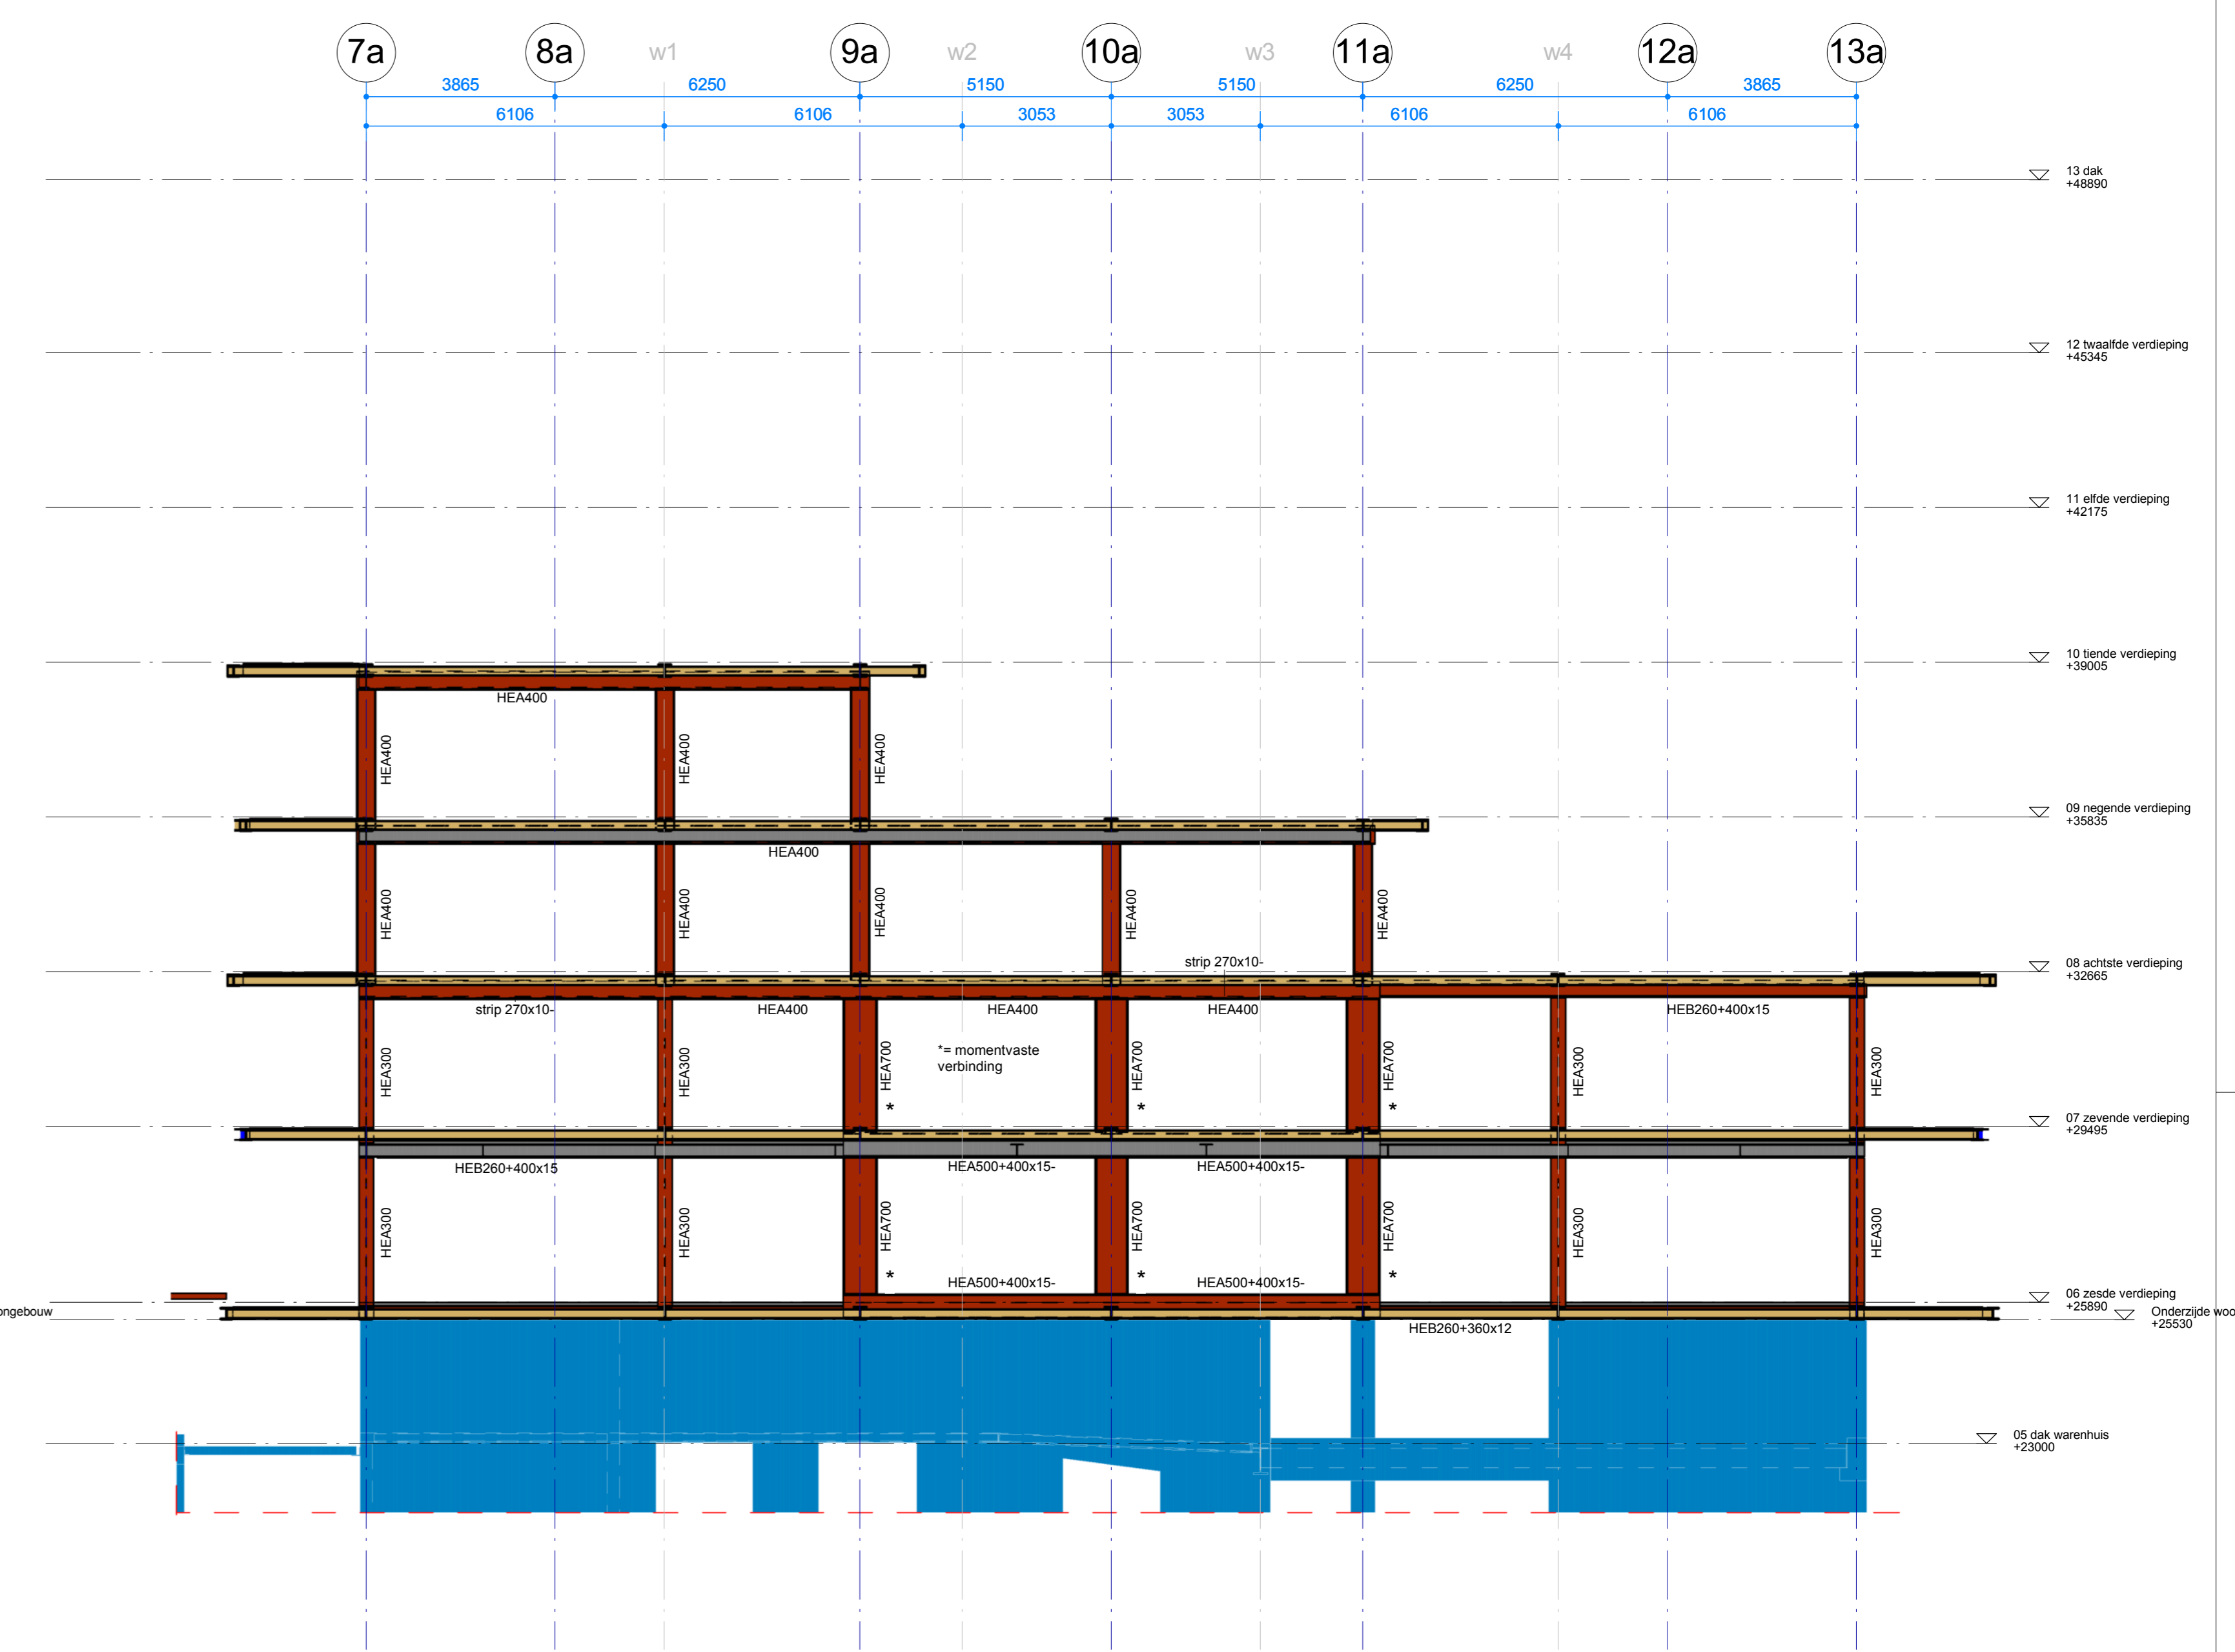 7a 8a w1 9a w2 10a w3 11a w4 12a 13a
3865 6250 5150 5150 6250 3865
6106 6106 3053 3053 6106 6106
13 dak
+48890
12 twaalfde verdieping
+45345
11 elfde verdieping
+42175
10 tiende verdieping
+39005
HEA400
HEA400 HEA400 HEA400
09 negende verdieping
+35835
HEA400
HEA400 HEA400 HEA400 HEA400 HEA400
strip 270x10-
08 achtste verdieping
+32665
strip 270x10- HEA400 HEA400 HEA400 HEB260+400x15
HEA300 HEA300 HEA700 HEA700 HEA700 HEA300 HEA300
*= momentvaste
verbinding
* * *
07 zevende verdieping
+29495
HEB260+400x15 HEA500+400x15- HEA500+400x15-
HEA300 HEA300 HEA700 HEA700 HEA700 HEA300 HEA300
* * *
HEA500+400x15- HEA500+400x15-
06 zesde verdieping
+25890
ongebouw
Onderzijde woo
+25530
HEB260+360x12
05 dak warenhuis
+23000